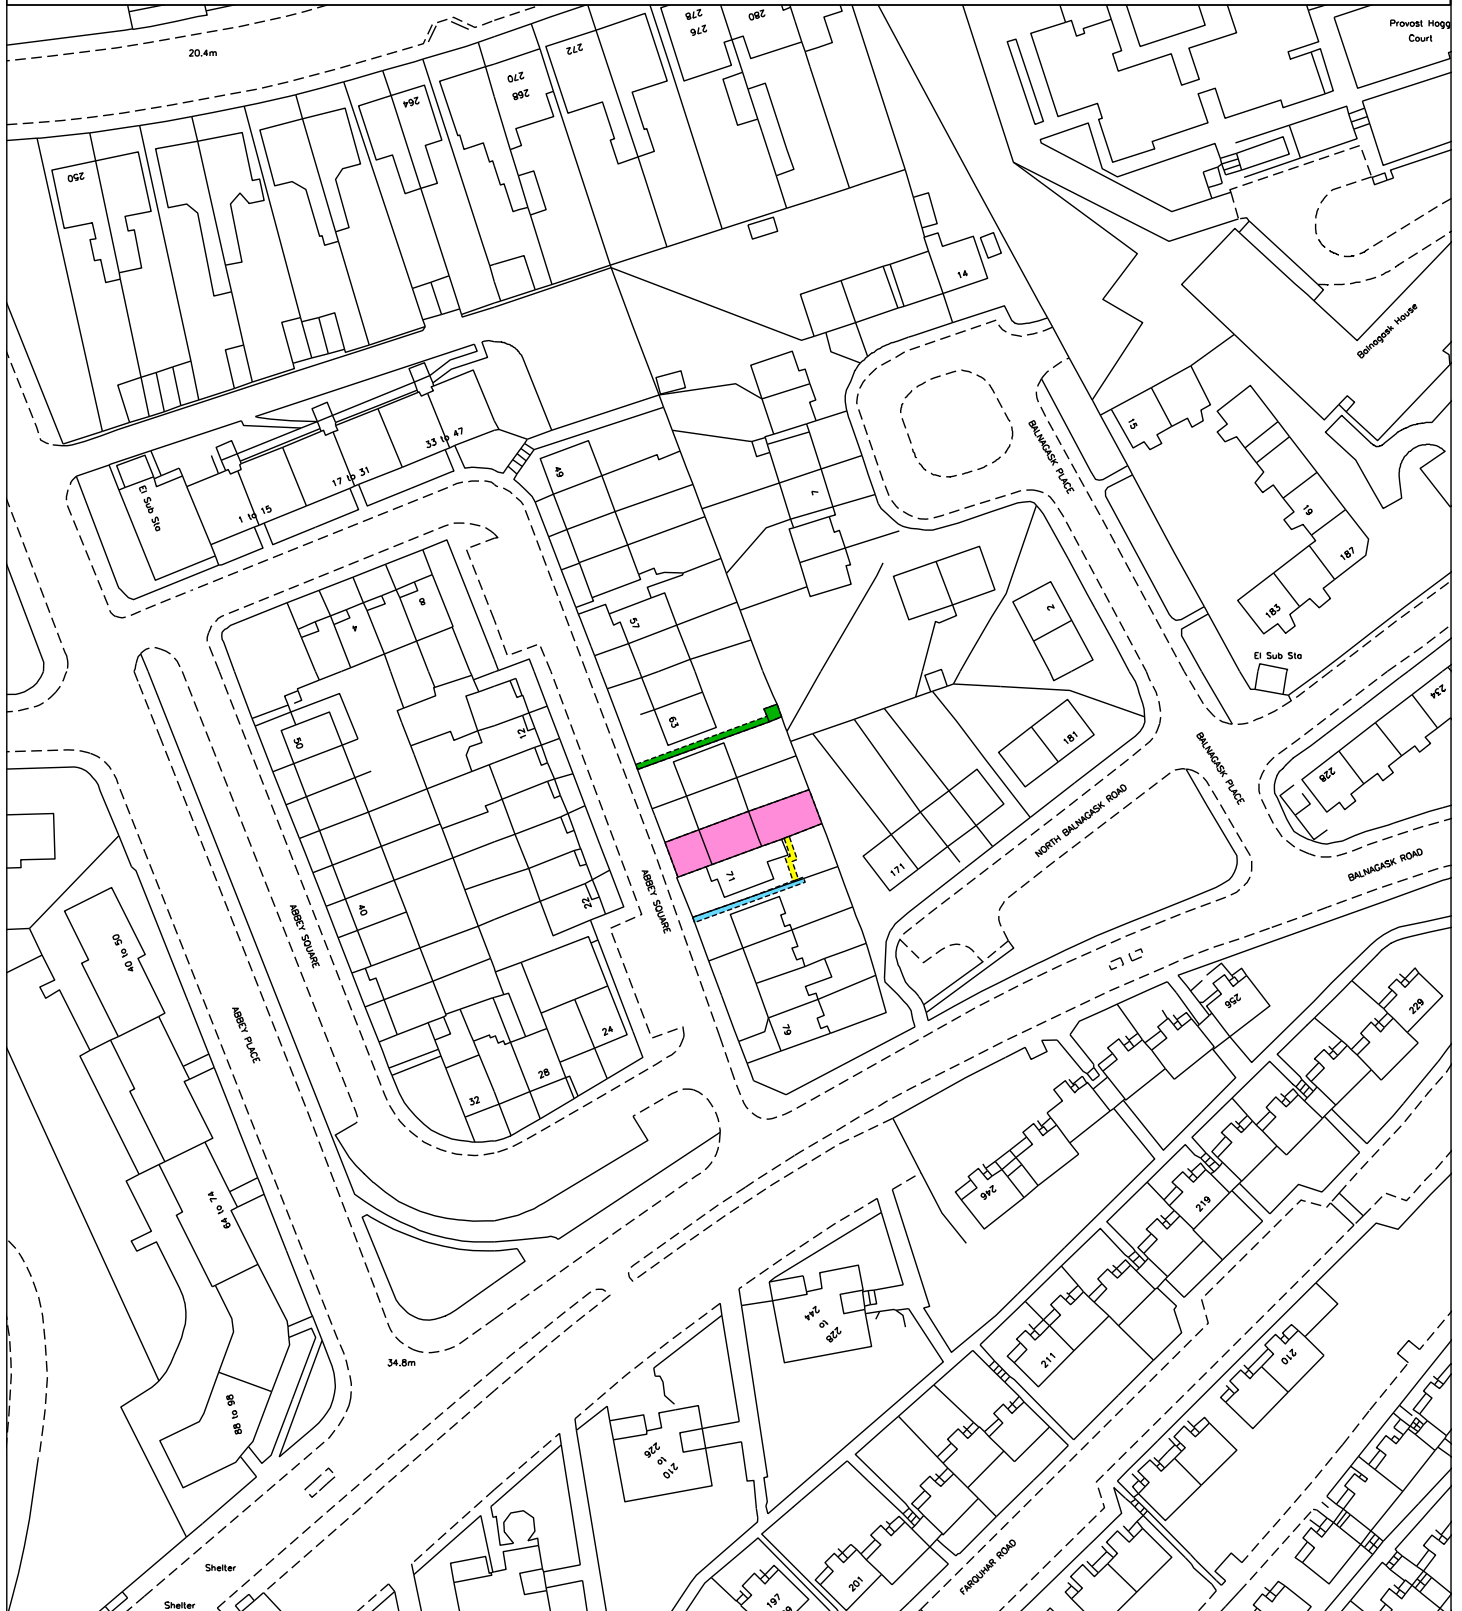 Provost Hogg
Court
20.4m
278
276
280
272
270
268
264
250
14
Balnagask House
BALNAGASK PLACE
15
19
187
183
El Sub Sta
234
228
49
33 to 47
17 to 31
1 to 15
El Sub Sta
7
2
8
4
57
63
12
50
181
BALNAGASK PLACE
NORTH BALNAGASK ROAD
171
BALNAGASK ROAD
71
ABBEY SQUARE
22
40
ABBEY SQUARE
40 to 50
ABBEY PLACE
79
24
28
32
256
229
246
219
64 to 74
244
to
228
211
210
34.8m
88 to 98
226
to
210
Shelter
Shelter
FARQUHAR ROAD
201
197